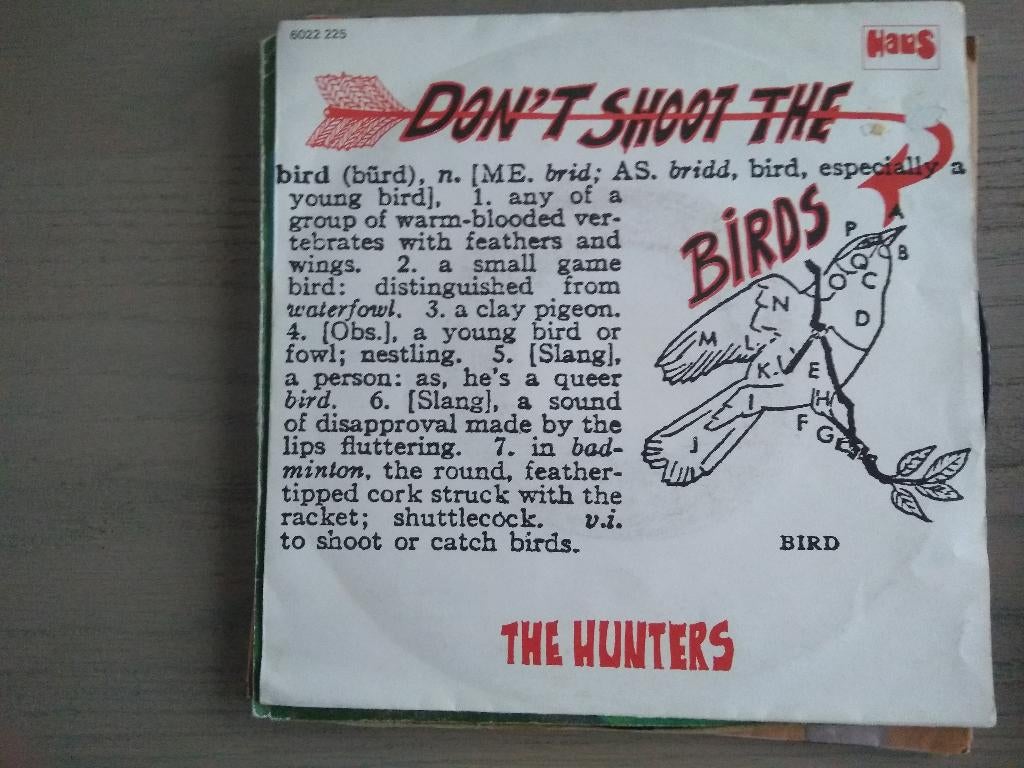 6022 225
Haus
DON'T SHOOT THE
bird (bûrd), n. [ME. brid; AS. bridd, bird, especially a
young bird], 1. any of a
group of warm-blooded ver-
tebrates with feathers and
wings. 2. a small game
bird: distinguished from
waterfowl. 3. a clay pigeon.
4. [Obs.], a young bird or
fowl; nestling. 5. [Slang],
a person: as, he's a queer
bird. 6. [Slang], a sound
of disapproval made by the
lips fluttering. 7. in bad-
minton, the round, feather-
tipped cork struck with the
racket; shuttlecock. v.i.
to shoot or catch birds.
BIRDS
A
P
B
Q
O
C
N
D
M
L
K
E
I
H
F
G
J
BIRD
THE HUNTERS